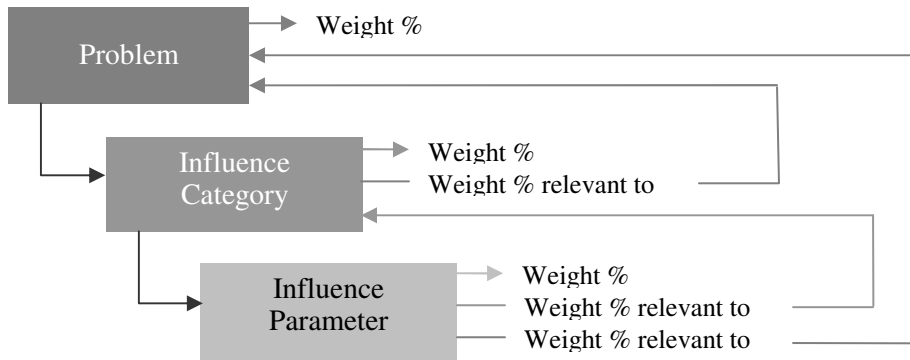 Weight %
Problem
Influence
Category
Weight %
Weight % relevant to
Influence
Parameter
Weight %
Weight % relevant to
Weight % relevant to